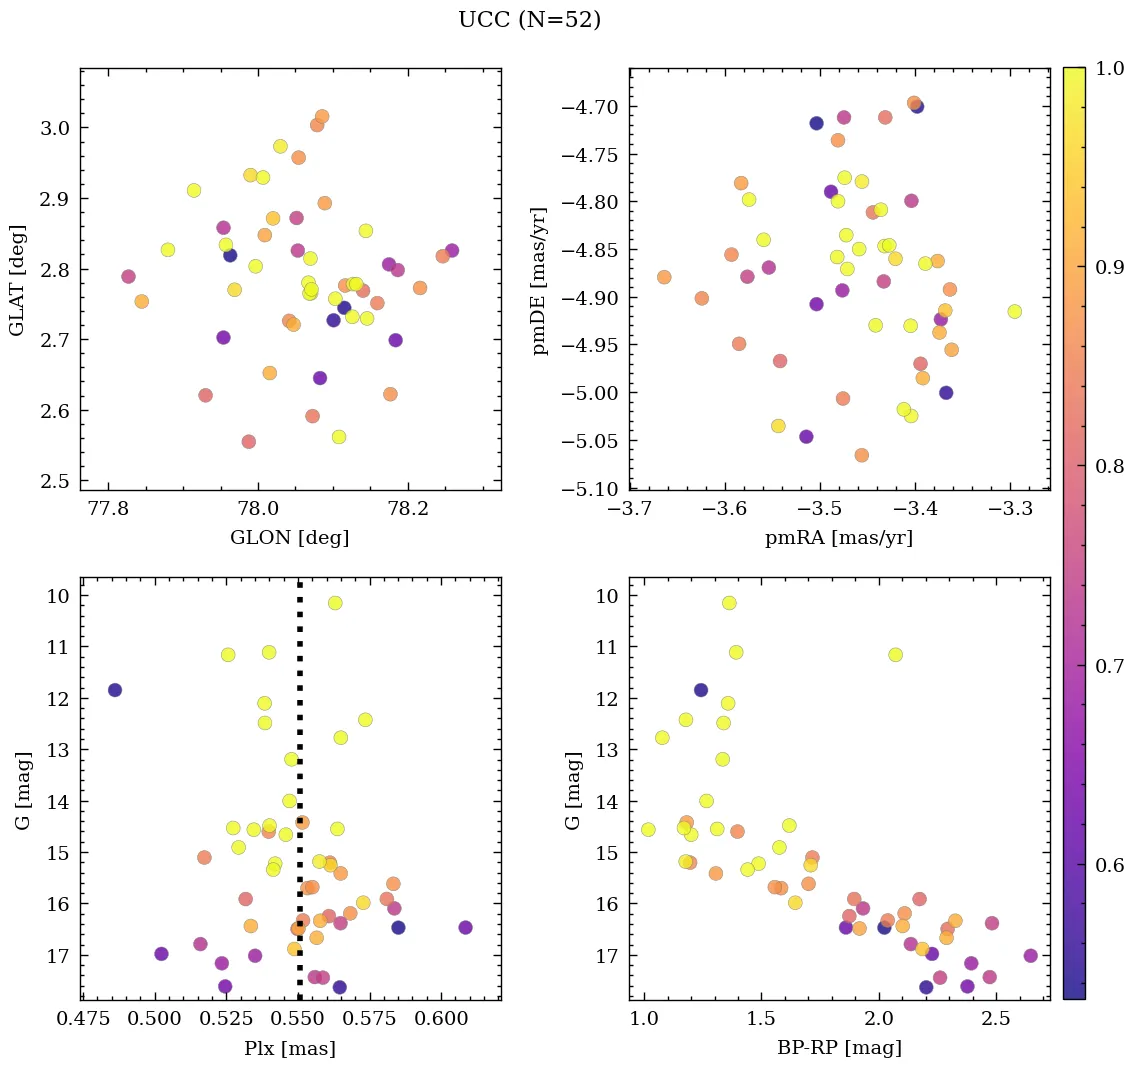 UCC (N=52)
3.0
2.9
2.8
2.7
2.6
2.5
GLAT [deg]
77.8 78.0 78.2
GLON [deg]
−4.70
−4.75
−4.80
−4.85
−4.90
−4.95
−5.00
−5.05
−5.10
pmDE [mas/yr]
−3.7 −3.6 −3.5 −3.4 −3.3
pmRA [mas/yr]
1.0
0.9
0.8
0.7
0.6
10
11
12
13
14
15
16
17
G [mag]
0.475 0.500 0.525 0.550 0.575 0.600
Plx [mas]
10
11
12
13
14
15
16
17
G [mag]
1.0 1.5 2.0 2.5
BP-RP [mag]